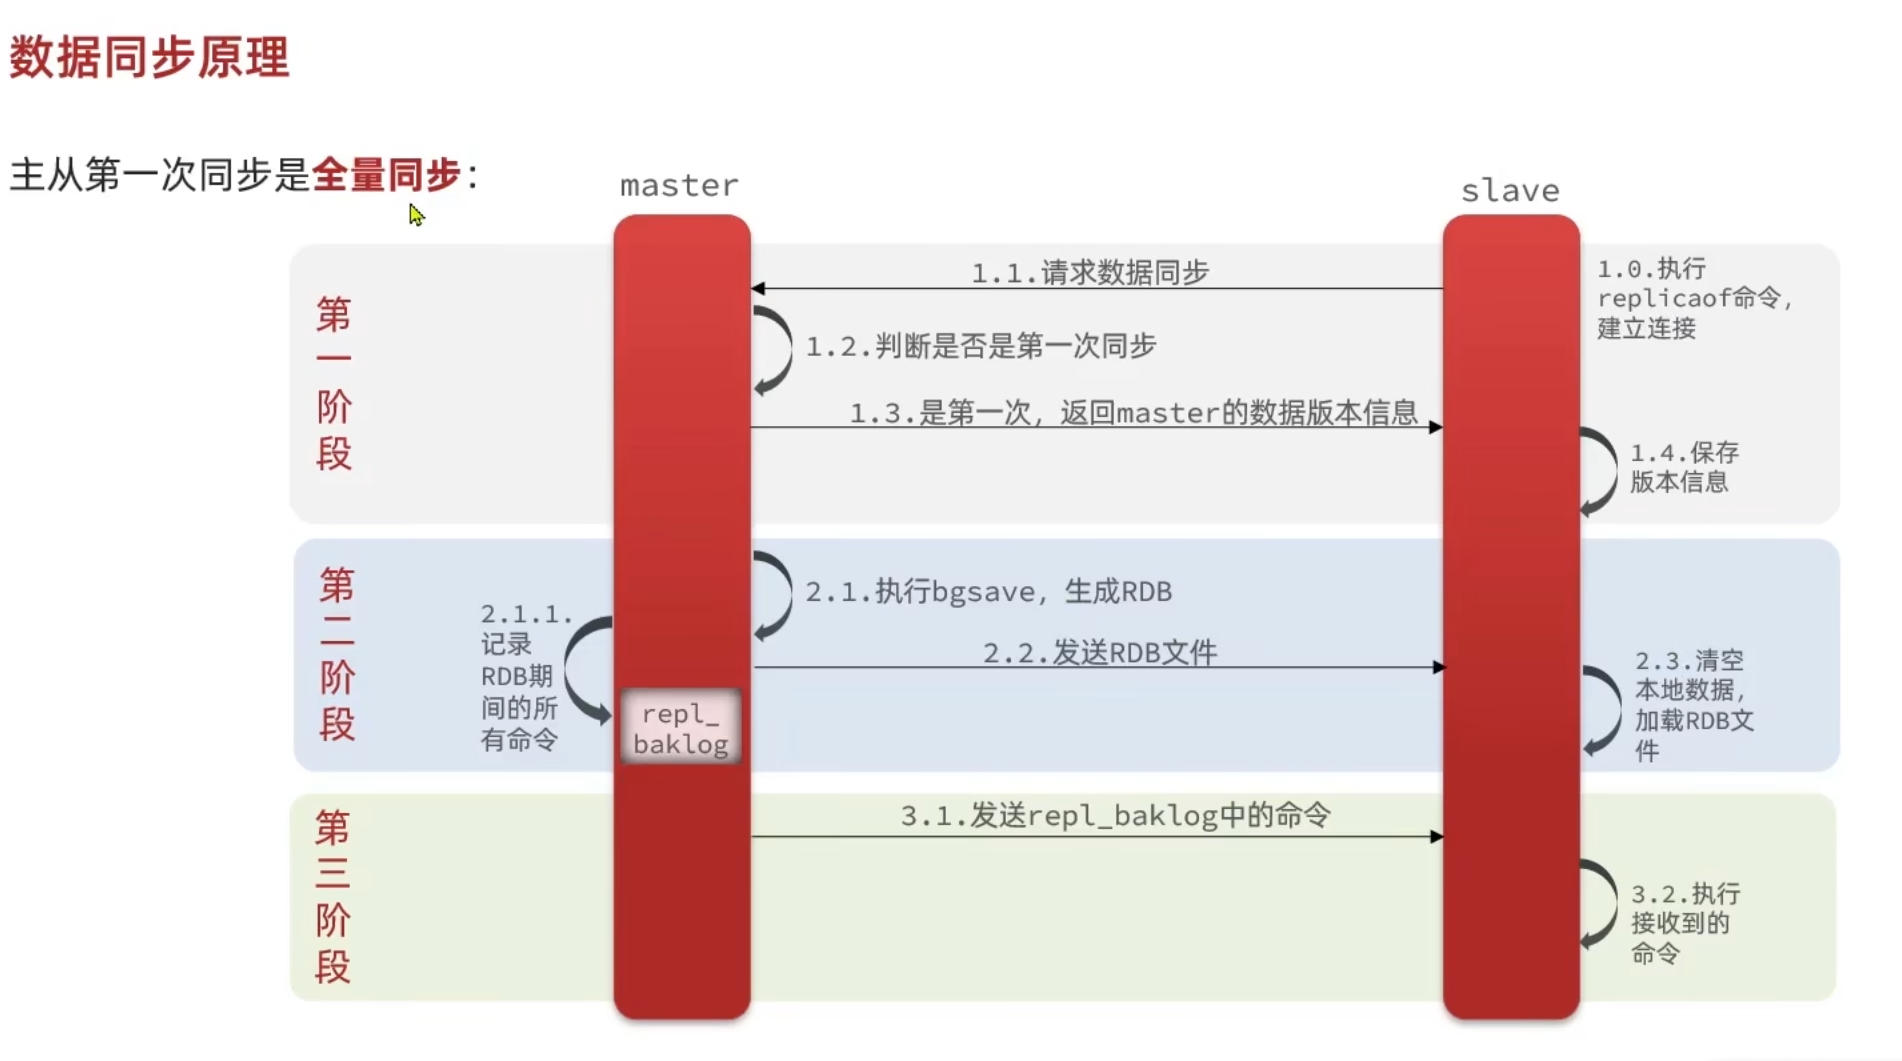 数据同步原理
主从第一次同步是全量同步：
master
slave
第
一
阶
段
1.1.请求数据同步
1.0.执行
replicaof命令，
建立连接
1.2.判断是否是第一次同步
1.3.是第一次，返回master的数据版本信息
1.4.保存
版本信息
第
二
阶
段
2.1.执行bgsave，生成RDB
2.1.1.
记录
RDB期
间的所
有命令
repl_
baklog
2.2.发送RDB文件
2.3.清空
本地数据，
加载RDB文
件
第
三
阶
段
3.1.发送repl_baklog中的命令
3.2.执行
接收到的
命令